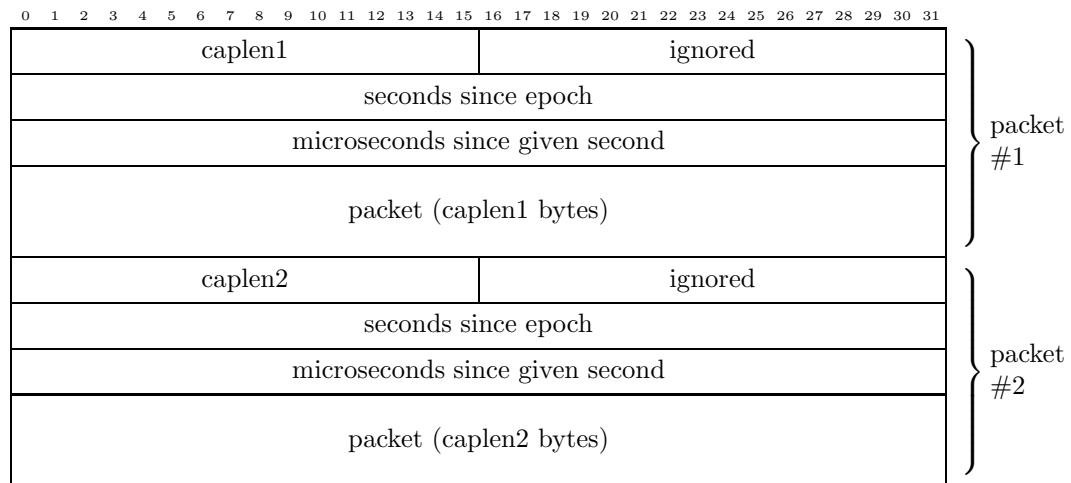 0 1 2 3 4 5 6 7 8 9 10 11 12 13 14 15 16 17 18 19 20 21 22 23 24 25 26 27 28 29 30 31
caplen1 ignored
seconds since epoch
microseconds since given second
packet (caplen1 bytes)
packet
#1
caplen2 ignored
seconds since epoch
microseconds since given second
packet (caplen2 bytes)
packet
#2